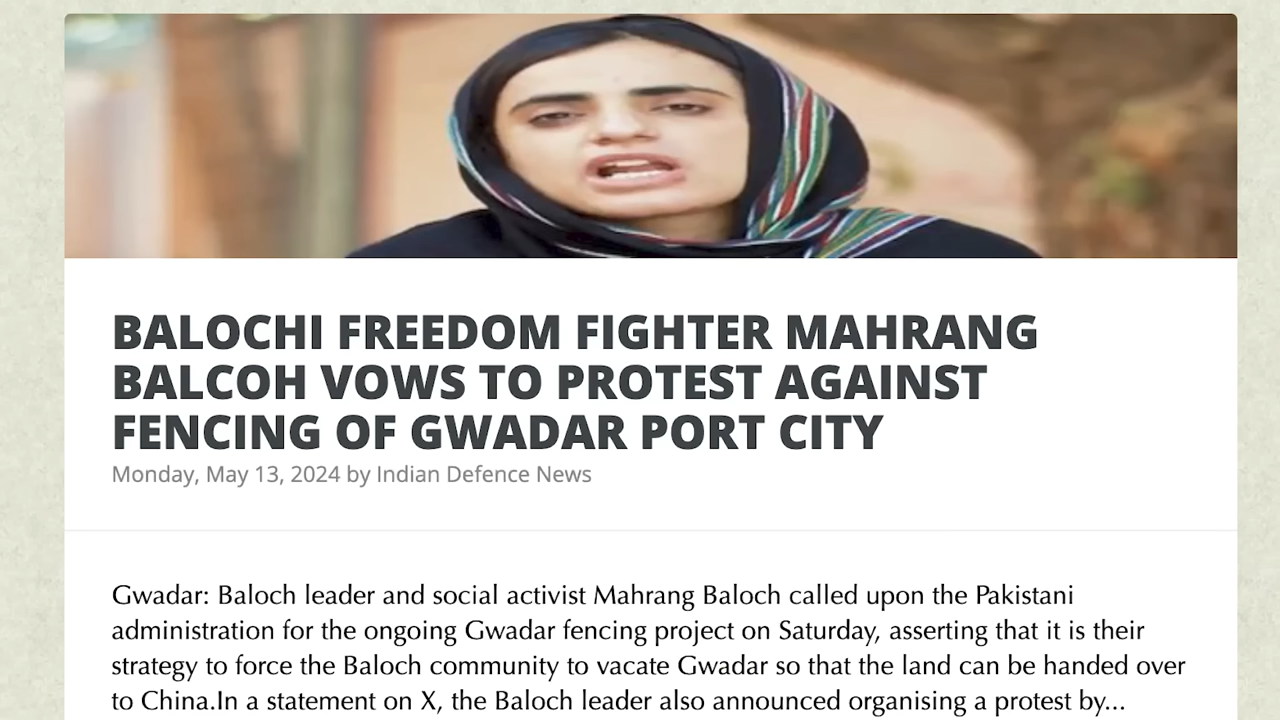 BALOCHI FREEDOM FIGHTER MAHRANG
BALCOH VOWS TO PROTEST AGAINST
FENCING OF GWADAR PORT CITY
Monday, May 13, 2024 by Indian Defence News
Gwadar: Baloch leader and social activist Mahrang Baloch called upon the Pakistani
administration for the ongoing Gwadar fencing project on Saturday, asserting that it is their
strategy to force the Baloch community to vacate Gwadar so that the land can be handed over
to China.In a statement on X, the Baloch leader also announced organising a protest by...